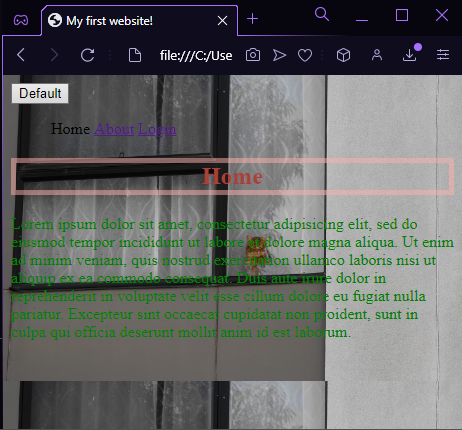 My first website!
file:///C:/Use
Default
Home About Login
Home
Lorem ipsum dolor sit amet, consectetur adipisicing elit, sed do
eiusmod tempor incididunt ut labore et dolore magna aliqua. Ut enim
ad minim veniam, quis nostrud exercitation ullamco laboris nisi ut
aliquip ex ea commodo consequat. Duis aute irure dolor in
reprehenderit in voluptate velit esse cillum dolore eu fugiat nulla
pariatur. Excepteur sint occaecat cupidatat non proident, sunt in
culpa qui officia deserunt mollit anim id est laborum.